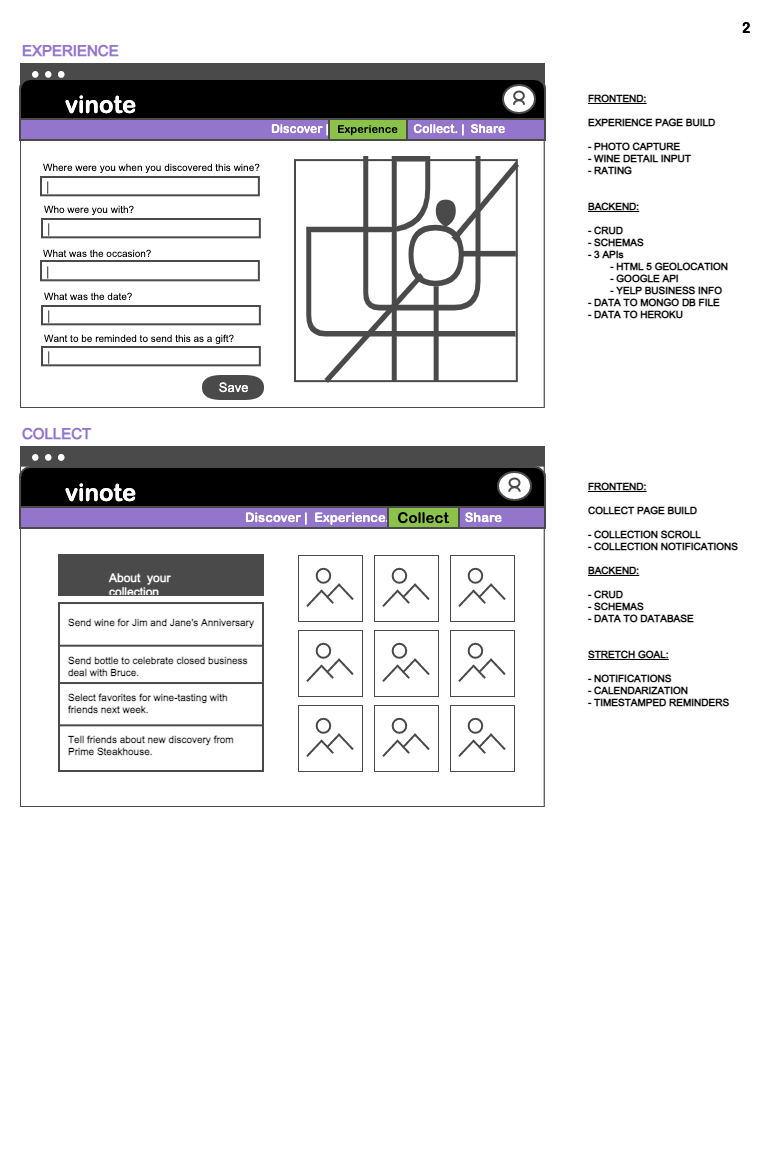 2
EXPERIENCE
vinote
Discover | Experience Collect. | Share
Where were you when you discovered this wine?
Who were you with?
What was the occasion?
What was the date?
Want to be reminded to send this as a gift?
Save
FRONTEND:
EXPERIENCE PAGE BUILD
- PHOTO CAPTURE
- WINE DETAIL INPUT
- RATING
BACKEND:
- CRUD
- SCHEMAS
- 3 APIs
- HTML 5 GEOLOCATION
- GOOGLE API
- YELP BUSINESS INFO
- DATA TO MONGO DB FILE
- DATA TO HEROKU
COLLECT
vinote
Discover | Experience. Collect Share
About your
collection
Send wine for Jim and Jane's Anniversary
Send bottle to celebrate closed business
deal with Bruce.
Select favorites for wine-tasting with
friends next week.
Tell friends about new discovery from
Prime Steakhouse.
FRONTEND:
COLLECT PAGE BUILD
- COLLECTION SCROLL
- COLLECTION NOTIFICATIONS
BACKEND:
- CRUD
- SCHEMAS
- DATA TO DATABASE
STRETCH GOAL:
- NOTIFICATIONS
- CALENDARIZATION
- TIMESTAMPED REMINDERS